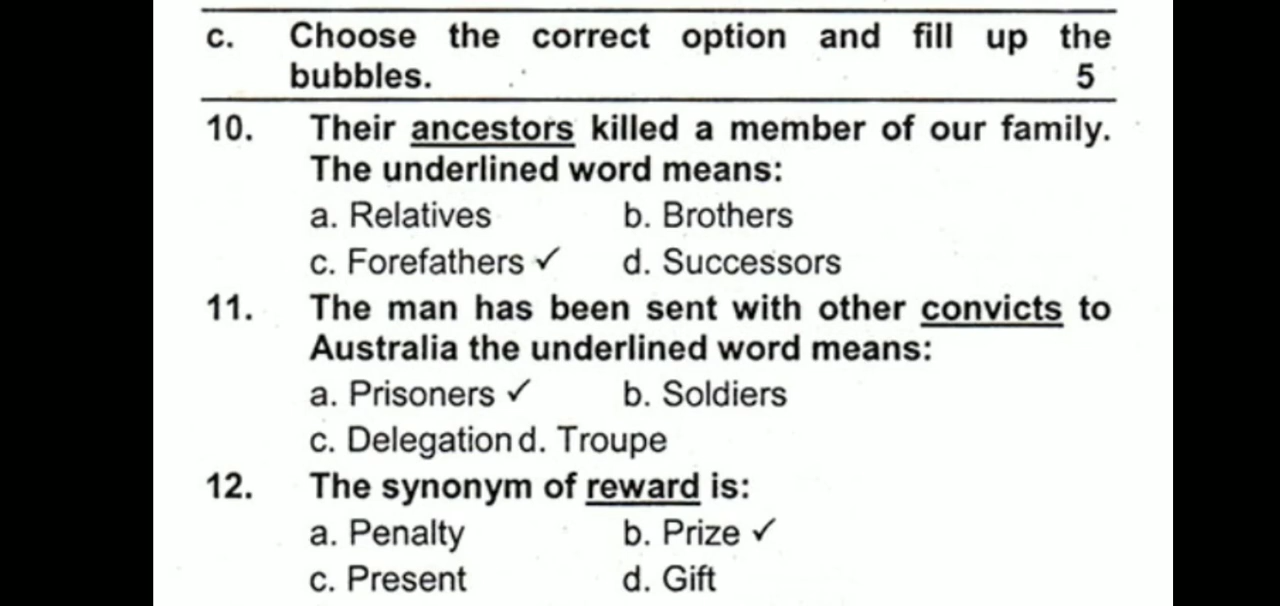 c. Choose the correct option and fill up the
bubbles. 5
10. Their ancestors killed a member of our family.
The underlined word means:
a. Relatives b. Brothers
c. Forefathers ✓ d. Successors
11. The man has been sent with other convicts to
Australia the underlined word means:
a. Prisoners ✓ b. Soldiers
c. Delegation d. Troupe
12. The synonym of reward is:
a. Penalty b. Prize ✓
c. Present d. Gift